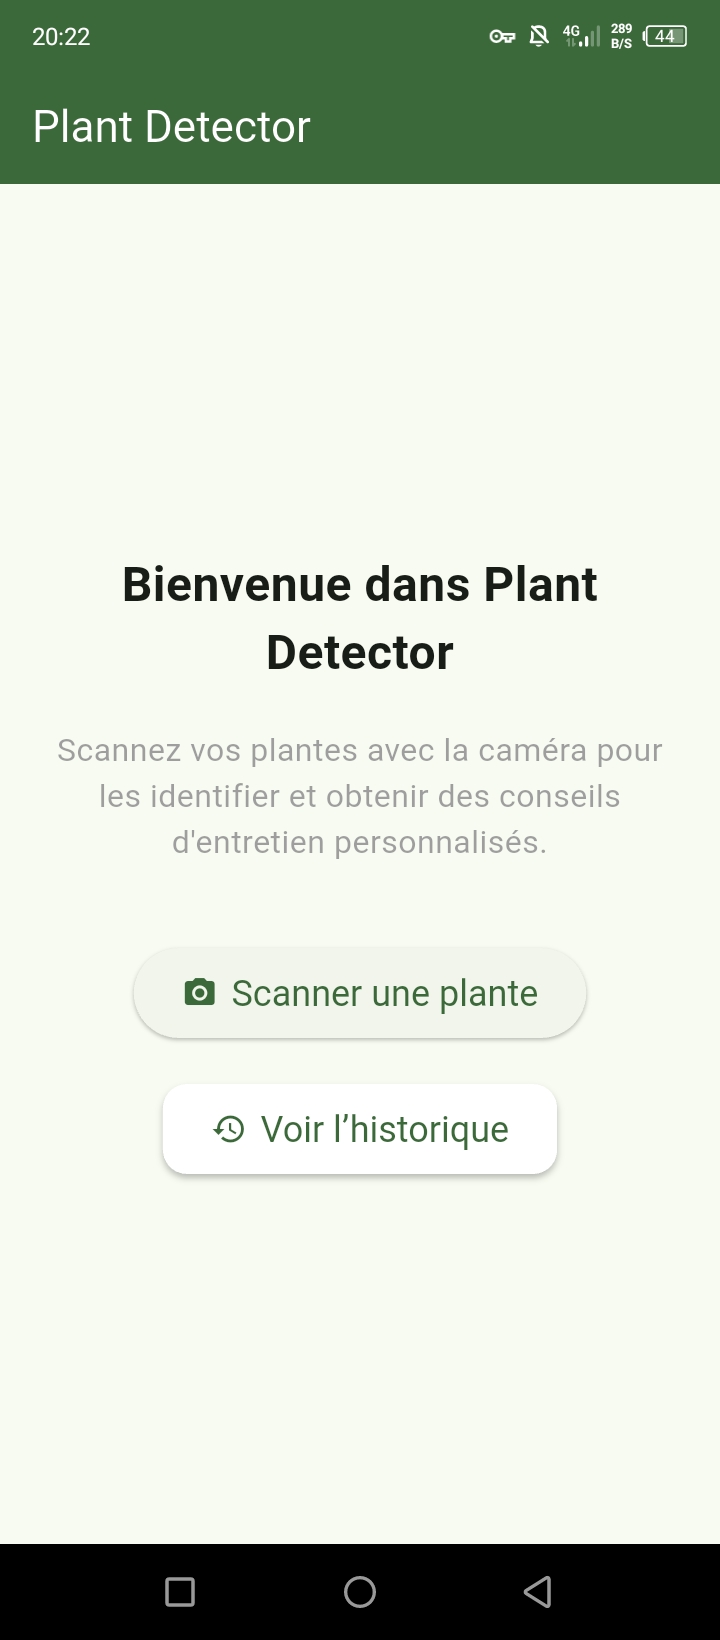 20:22
4G
289
B/S
44
Plant Detector
Bienvenue dans Plant
Detector
Scannez vos plantes avec la caméra pour
les identifier et obtenir des conseils
d'entretien personnalisés.
Scanner une plante
Voir l’historique